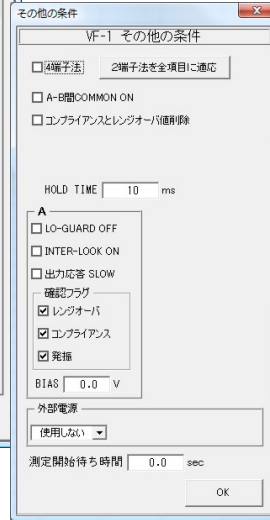 その他の条件
VF-1 その他の条件
4端子法
2端子法を全項目に適応
A-B間COMMON ON
コンプライアンスとレンジオーバ値削除
HOLD TIME 10 ms
A
LO-GUARD OFF
INTER-LOOK ON
出力応答 SLOW
確認フラグ
レンジオーバ
コンプライアンス
発振
BIAS 0.0 V
外部電源
使用しない
測定開始待ち時間 0.0 sec
OK